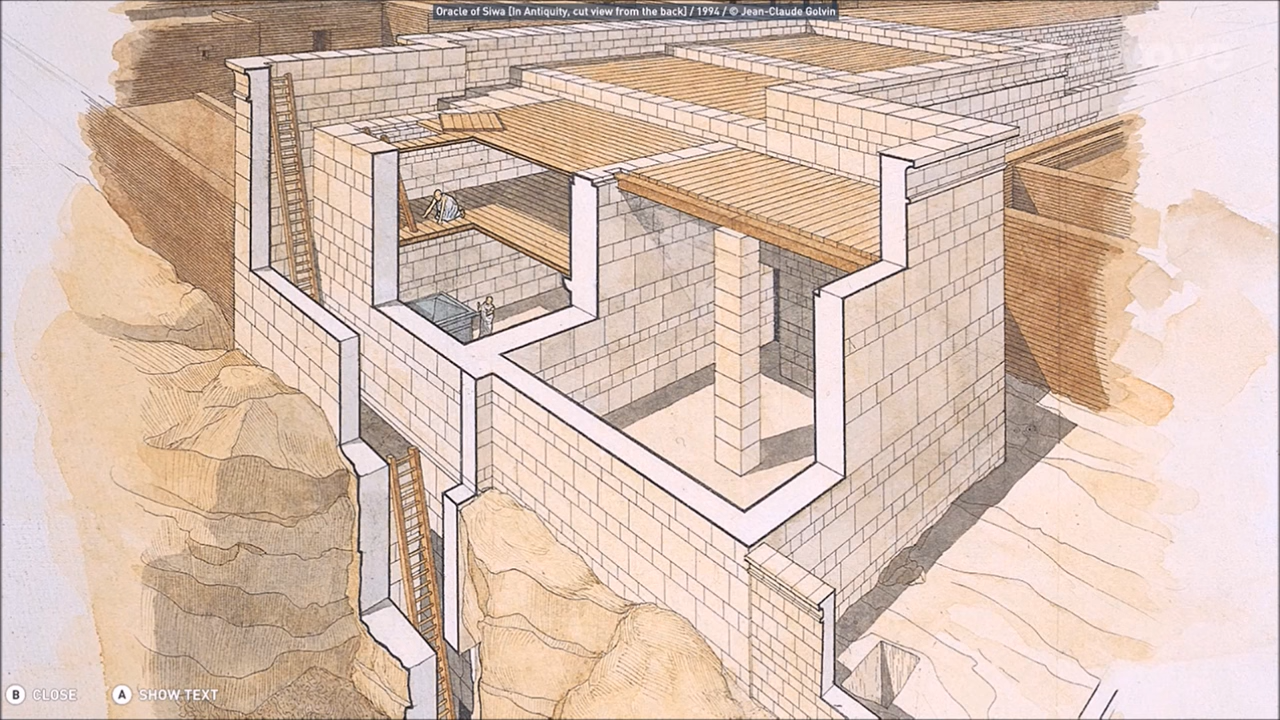 Oracle of Siwa [In Antiquity, cut view from the back] / 1994 / © Jean-Claude Golvin
B CLOSE A SHOW TEXT